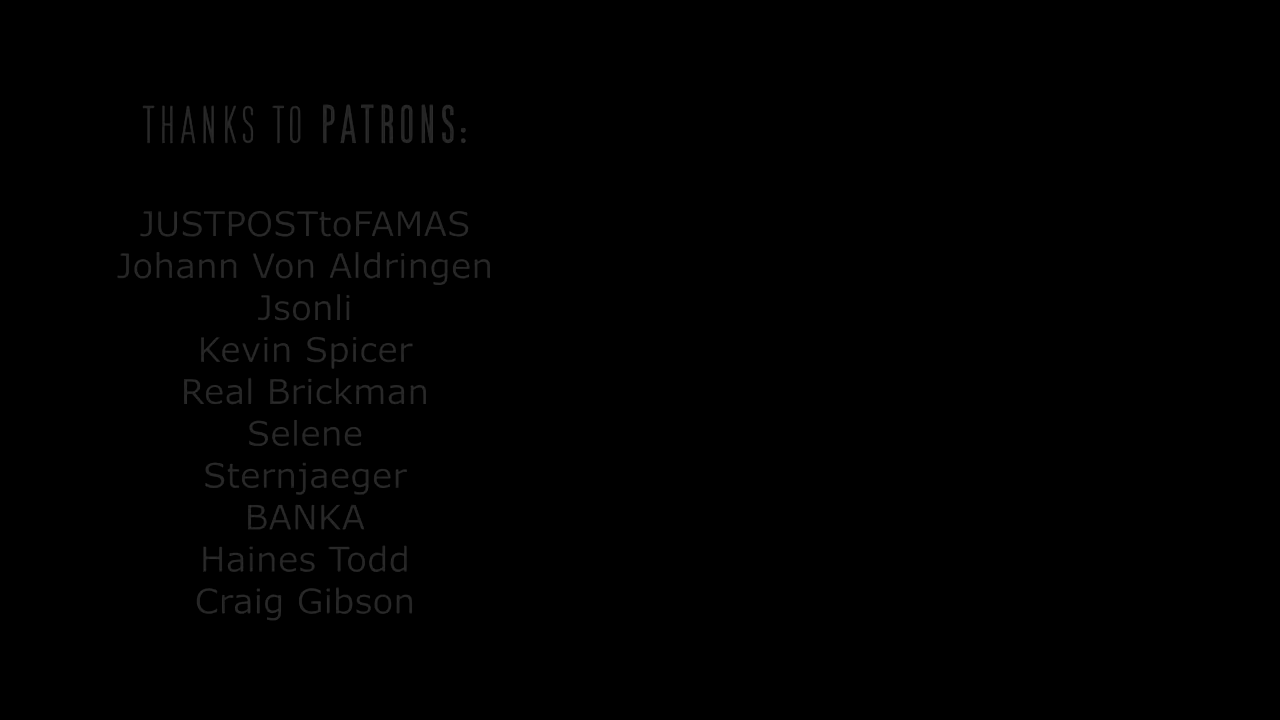 THANKS TO PATRONS:
JUSTPOSTtoFAMAS
Johann Von Aldringen
Jsonli
Kevin Spicer
Real Brickman
Selene
Sternjaeger
BANKA
Haines Todd
Craig Gibson